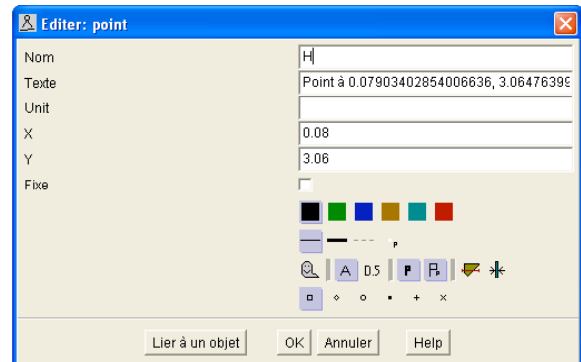 Editer: point
Nom H
Texte Point à 0.07903402854006636, 3.06476399
Unit
X 0.08
Y 3.06
Fixe
P
A 0.5 P P
Lier à un objet OK Annuler Help